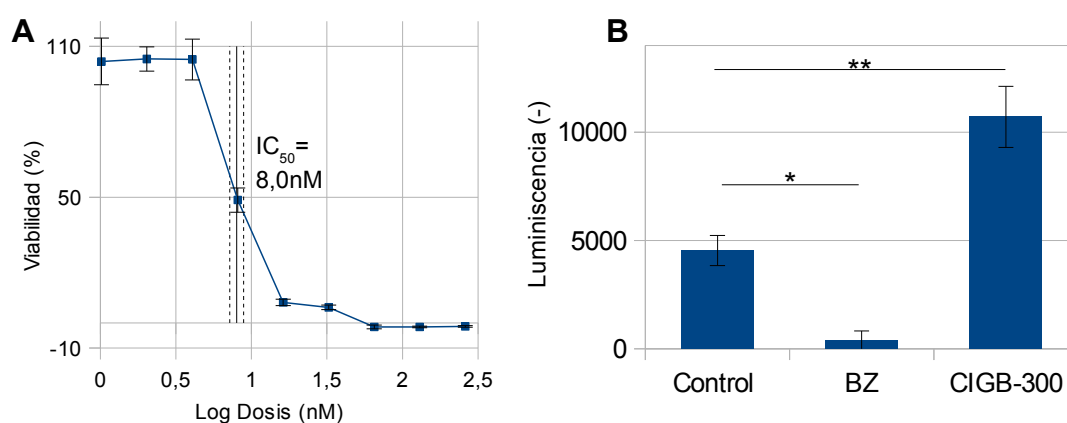 A
Viabilidad (%)
110
50
-10
IC50=
8,0nM
0 0,5 1 1,5 2 2,5
Log Dosis (nM)
B
Luminiscencia (-)
10000
5000
0
**
*
Control BZ CIGB-300